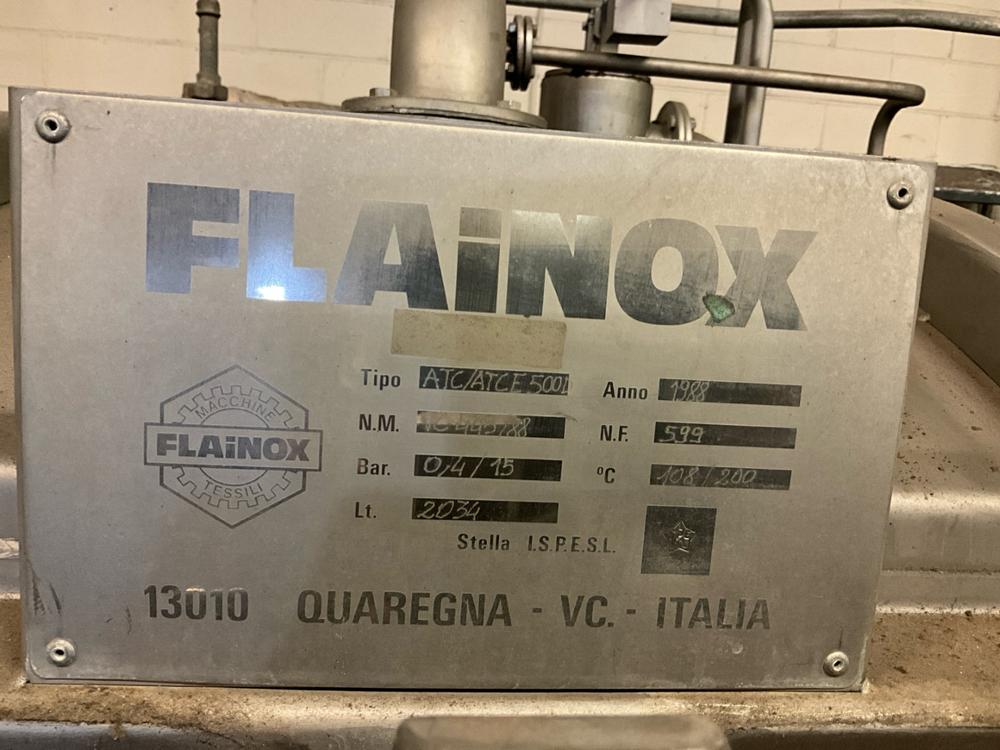 FLAiNOX
Tipo ATC/ATCE 500 Anno 1988
N.M. N.F. 599
Bar. 0,4/15 °C 108/200
Lt. 2034
MACCHINE
FLAiNOX
TESSILI
Stella I.S.P.E.S.L.
13010 QUAREGNA - VC. - ITALIA